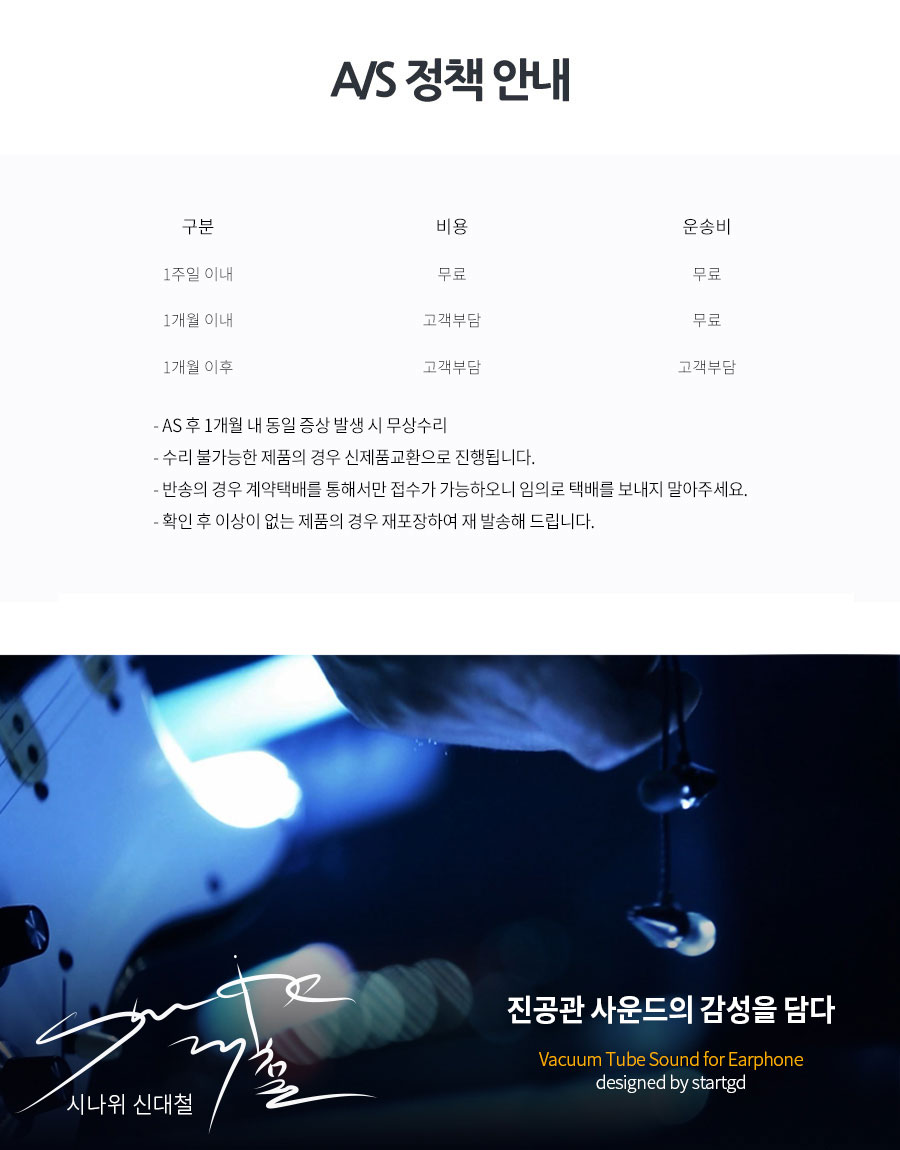 A/S 정책 안내
구분 비용 운송비
1주일 이내 무료 무료
1개월 이내 고객부담 무료
1개월 이후 고객부담 고객부담
- AS 후 1개월 내 동일 증상 발생 시 무상수리
- 수리 불가능한 제품의 경우 신제품교환으로 진행됩니다.
- 반송의 경우 계약택배를 통해서만 접수가 가능하오니 임의로 택배를 보내지 말아주세요.
- 확인 후 이상이 없는 제품의 경우 재포장하여 재 발송해 드립니다.
진공관 사운드의 감성을 담다
Vacuum Tube Sound for Earphone
designed by startgd
시나위 신대철